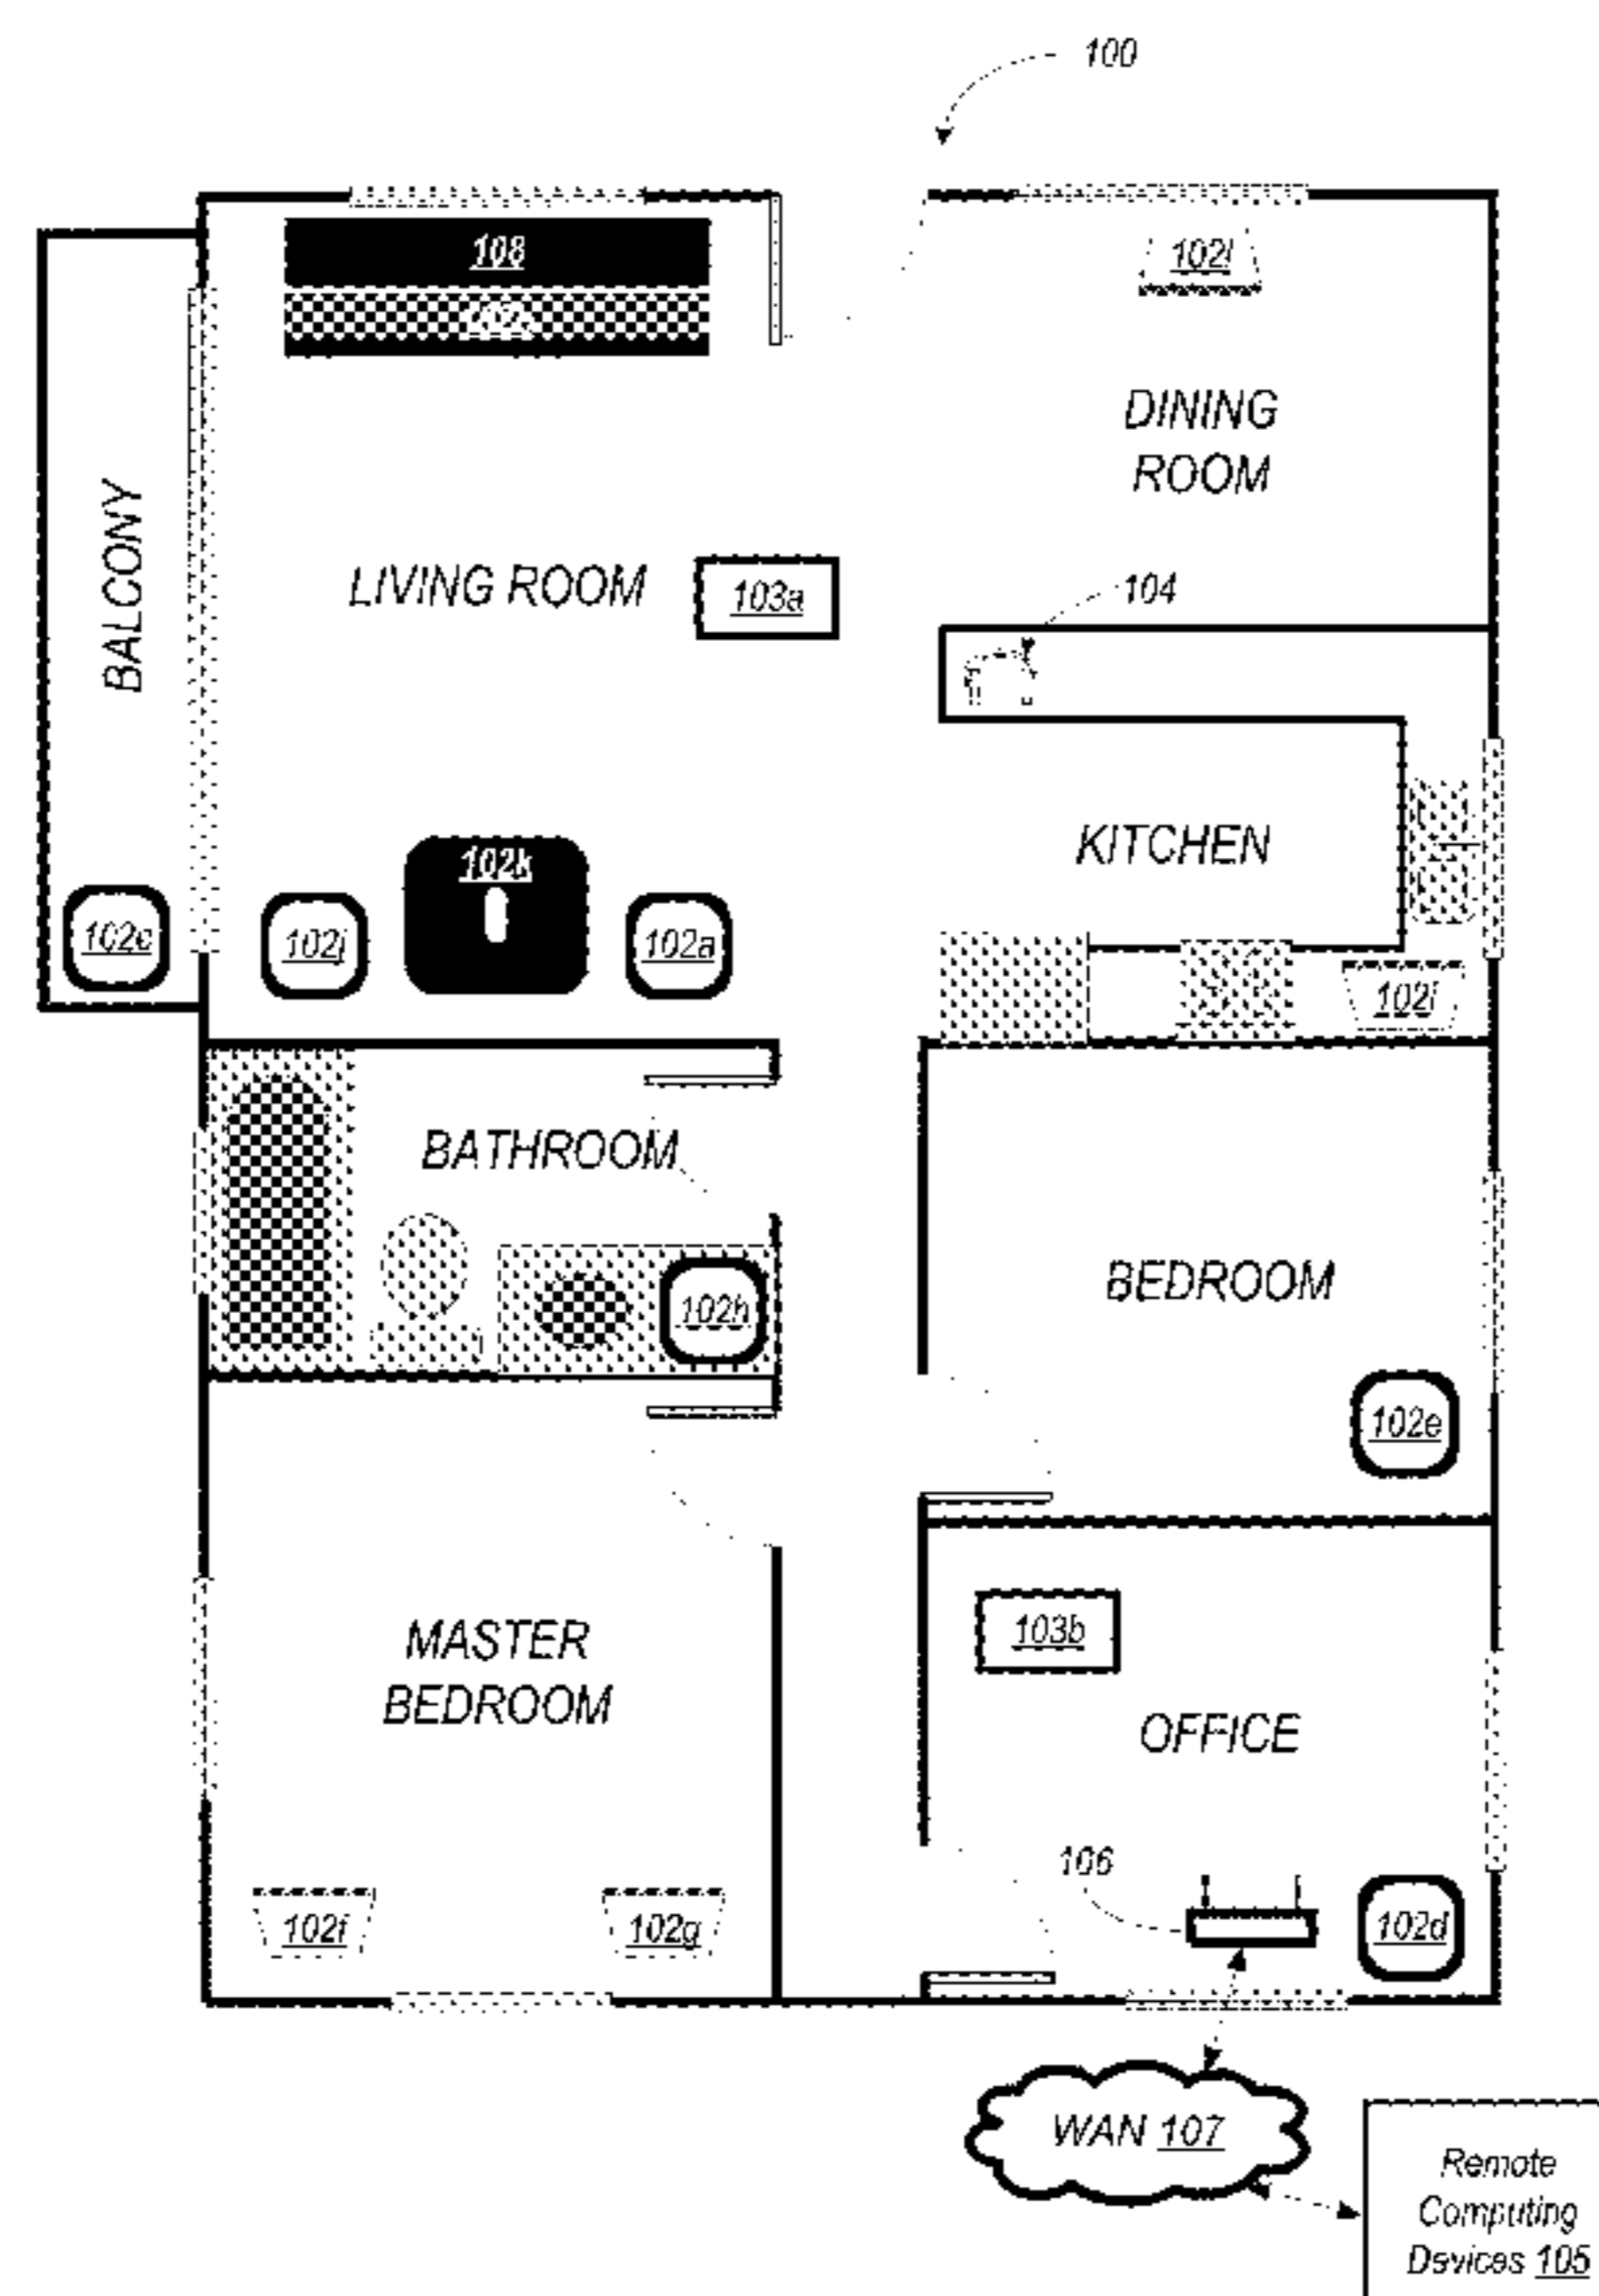 100
108
102l
DINING
ROOM
BALCONY
LIVING ROOM
103a
104
KITCHEN
102k
102c
102j
102a
102i
BATHROOM
BEDROOM
102h
102e
MASTER
BEDROOM
103b
OFFICE
106
102f
102g
102d
WAN 107
Remote
Computing
Devices 105